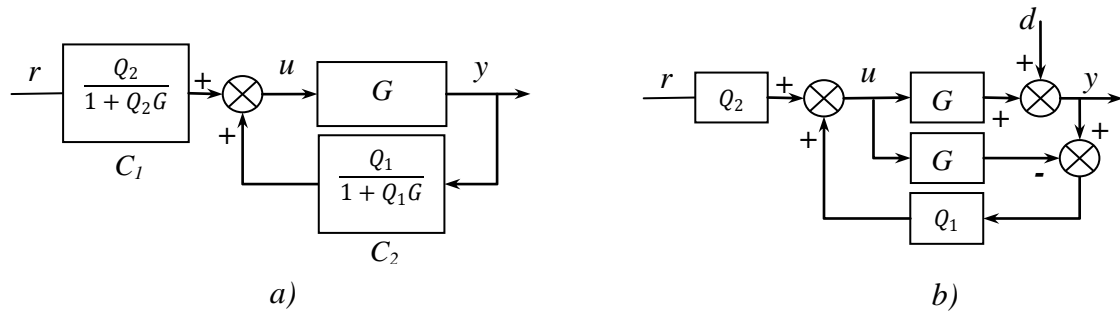 r
Q₂
1 + Q₂G
C₁
+
+
u
G
y
Q₁
1 + Q₁G
C₂
a)
r
Q₂
+
+
u
G
G
Q₁
+
+
d
y
+
-
b)